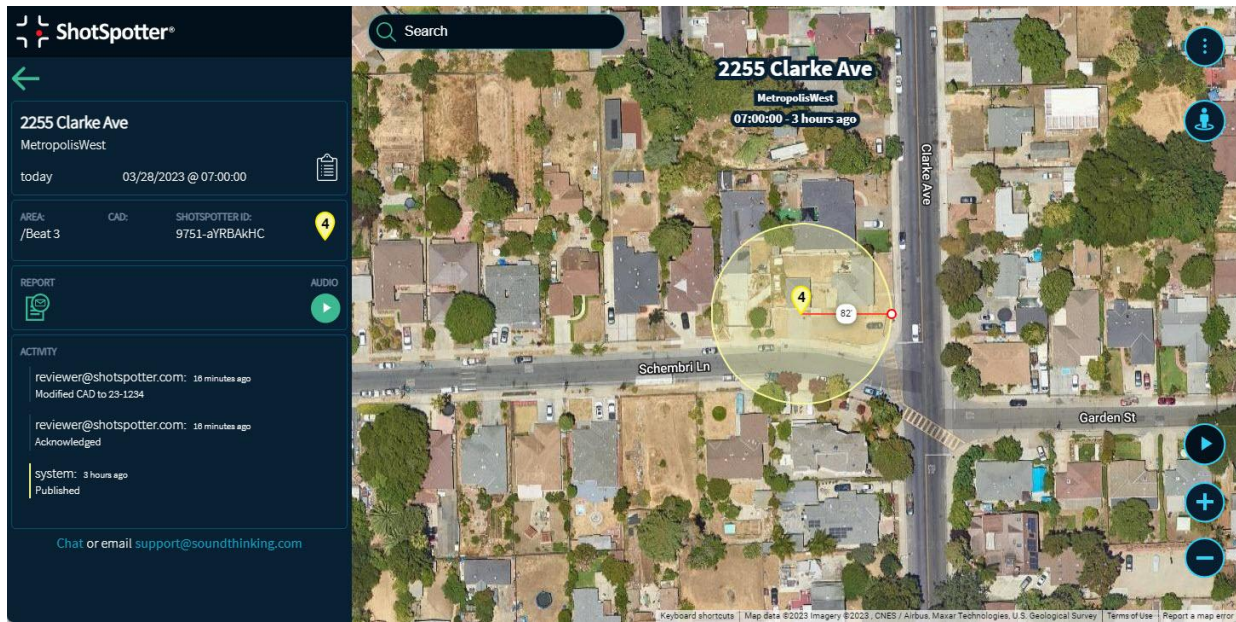 ShotSpotter®
2255 Clarke Ave
MetropolisWest
today 03/28/2023 @ 07:00:00
AREA: CAD: SHOTSPOTTER ID:
/Beat 3 9751-aYRBAkHC 4
REPORT AUDIO
ACTIVITY
reviewer@shotspotter.com: 16 minutes ago
Modified CAD to 23-1234
reviewer@shotspotter.com: 16 minutes ago
Acknowledged
system: 3 hours ago
Published
Chat or email support@soundthinking.com
Search
2255 Clarke Ave
MetropolisWest
07:00:00 - 3 hours ago
Clarke Ave
4
82'
Schembri Ln
Garden St
Keyboard shortcuts Map data ©2023 Imagery ©2023 , CNES / Airbus, Maxar Technologies, U.S. Geological Survey Terms of Use Report a map error